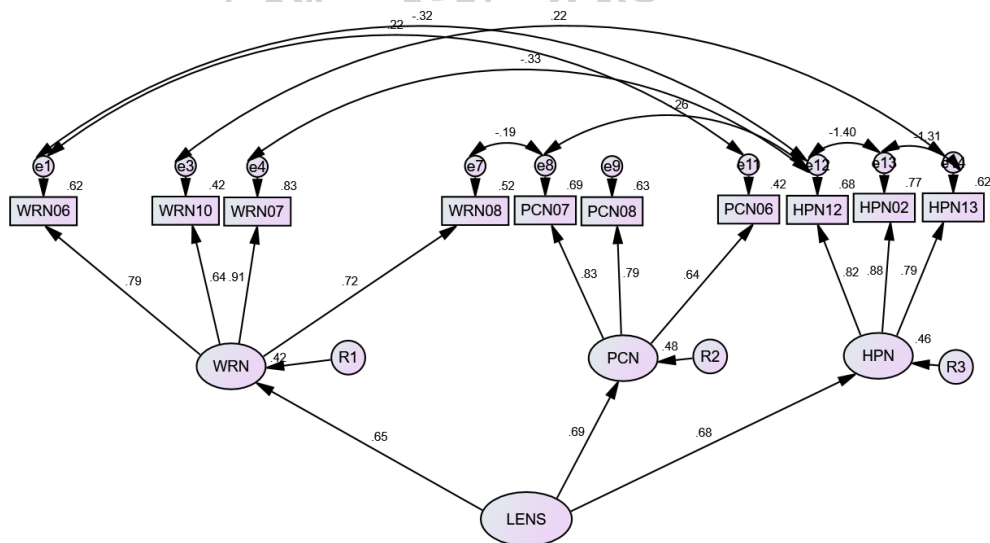 -.32
.22
.22
-.33
.26
-.19
-1.40
-1.31
e1
e3
e4
e7
e8
e9
e11
e12
e13
e14
.62
.42
.83
.52
.69
.63
.42
.68
.77
.62
WRN06
WRN10
WRN07
WRN08
PCN07
PCN08
PCN06
HPN12
HPN02
HPN13
.79
.64
.91
.72
.83
.79
.64
.82
.88
.79
WRN
.42
R1
PCN
.48
R2
HPN
.46
R3
.65
.69
.68
LENS